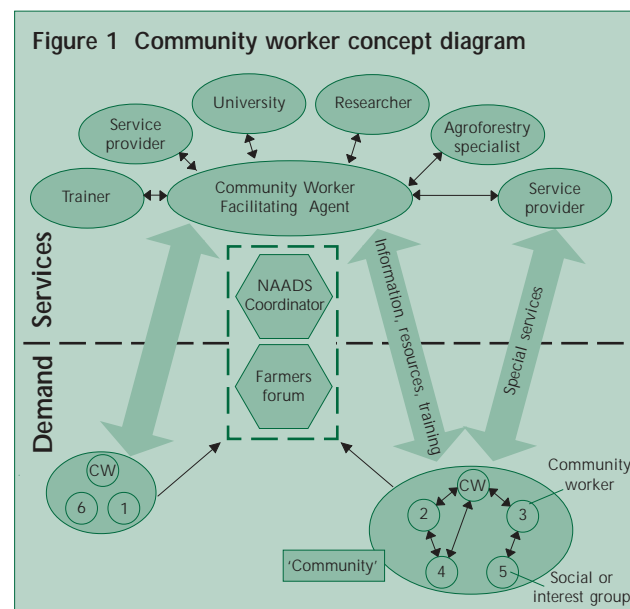 Figure 1 Community worker concept diagram
University
Researcher
Service
provider
Agroforestry
specialist
Trainer
Community Worker
Facilitating Agent
Service
provider
Services
NAADS
Coordinator
Information, resources, training
Special services
Demand
Farmers
forum
CW
6
1
Community
worker
CW
2
3
'Community'
4
5
Social or
interest group